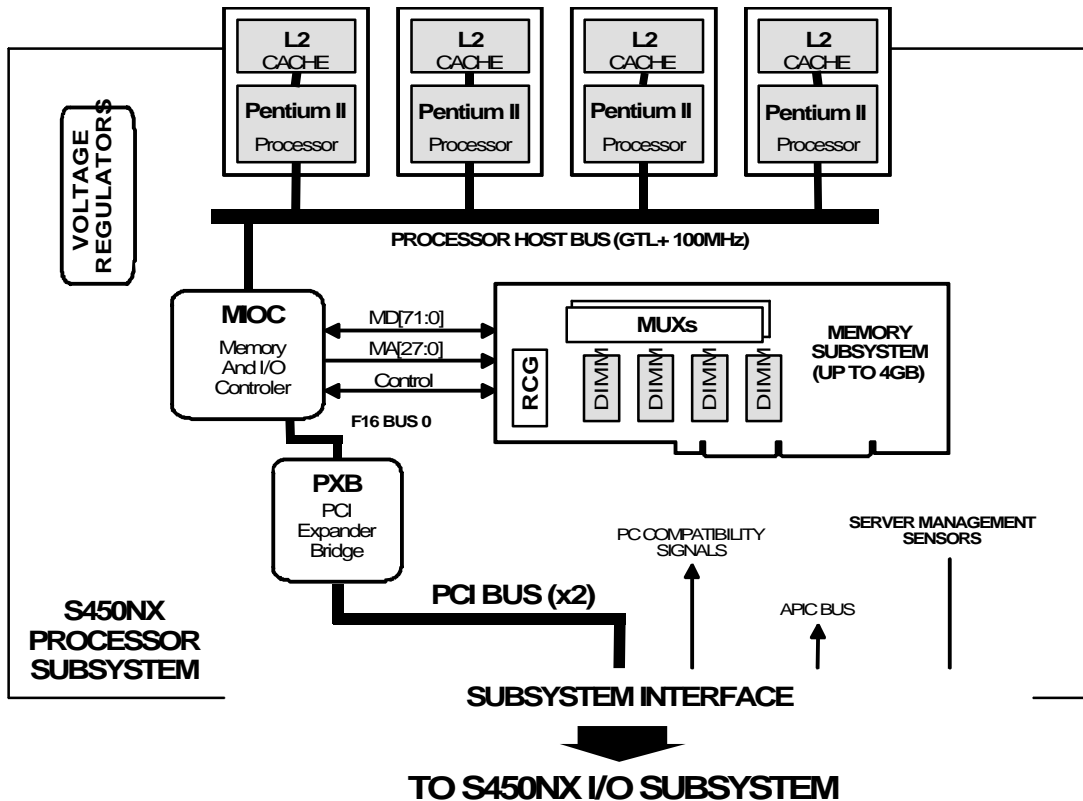 L2
CACHE
Pentium II
Processor
L2
CACHE
Pentium II
Processor
L2
CACHE
Pentium II
Processor
L2
CACHE
Pentium II
Processor
VOLTAGE
REGULATORS
PROCESSOR HOST BUS (GTL+ 100MHz)
MIOC
Memory
And I/O
Controler
MD[71:0]
MA[27:0]
Control
F16 BUS 0
RCG
MUXs
DIMM
DIMM
DIMM
DIMM
MEMORY
SUBSYSTEM
(UP TO 4GB)
PXB
PCI
Expander
Bridge
PCI BUS (x2)
PC COMPATIBILITY
SIGNALS
APIC BUS
SERVER MANAGEMENT
SENSORS
S450NX
PROCESSOR
SUBSYSTEM
SUBSYSTEM INTERFACE
TO S450NX I/O SUBSYSTEM